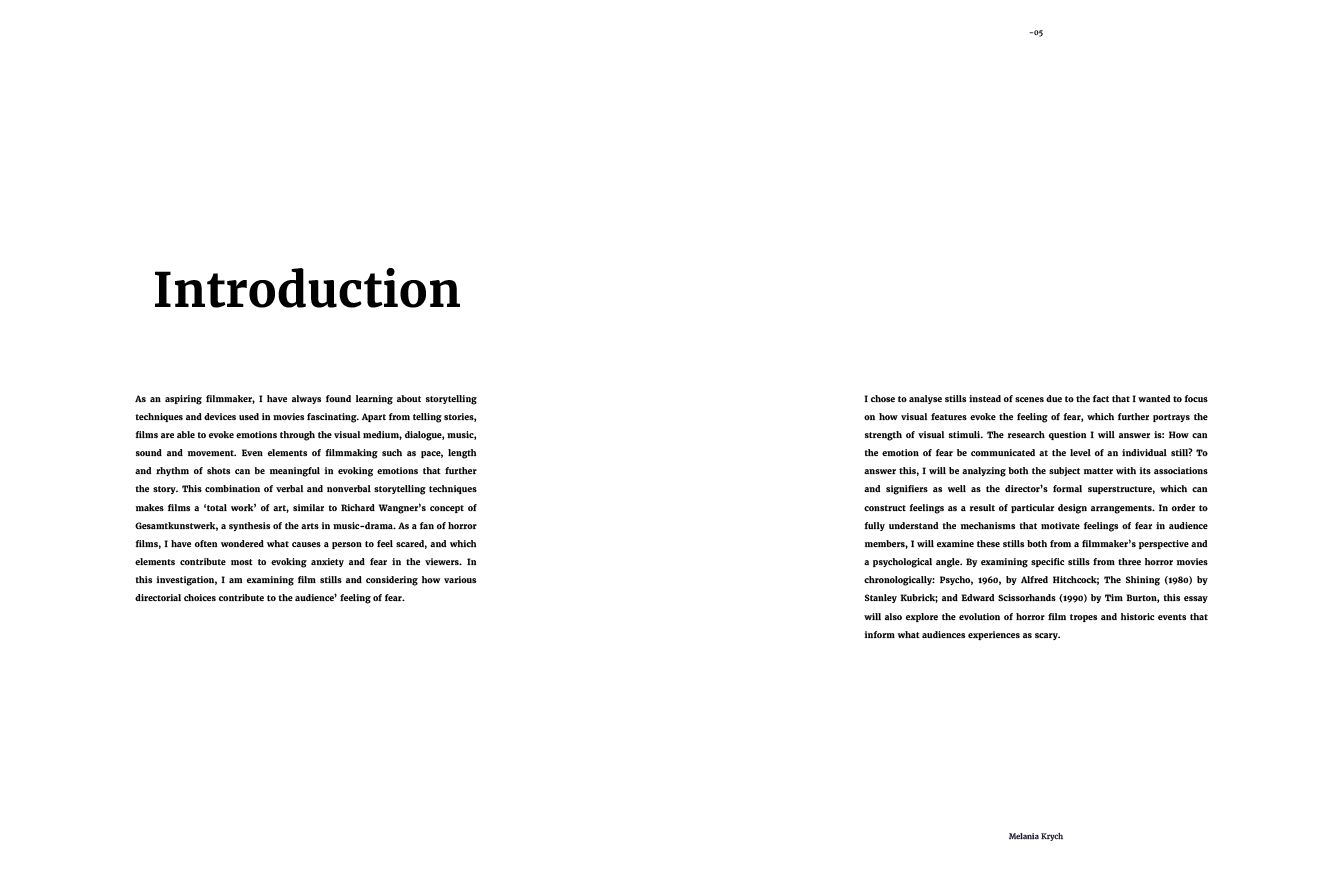 -05
Introduction
As an aspiring filmmaker, I have always found learning about storytelling
techniques and devices used in movies fascinating. Apart from telling stories,
films are able to evoke emotions through the visual medium, dialogue, music,
sound and movement. Even elements of filmmaking such as pace, length
and rhythm of shots can be meaningful in evoking emotions that further
the story. This combination of verbal and nonverbal storytelling techniques
makes films a ‘total work’ of art, similar to Richard Wangner’s concept of
Gesamtkunstwerk, a synthesis of the arts in music-drama. As a fan of horror
films, I have often wondered what causes a person to feel scared, and which
elements contribute most to evoking anxiety and fear in the viewers. In
this investigation, I am examining film stills and considering how various
directorial choices contribute to the audience’ feeling of fear.
I chose to analyse stills instead of scenes due to the fact that I wanted to focus
on how visual features evoke the feeling of fear, which further portrays the
strength of visual stimuli. The research question I will answer is: How can
the emotion of fear be communicated at the level of an individual still? To
answer this, I will be analyzing both the subject matter with its associations
and signifiers as well as the director’s formal superstructure, which can
construct feelings as a result of particular design arrangements. In order to
fully understand the mechanisms that motivate feelings of fear in audience
members, I will examine these stills both from a filmmaker’s perspective and
a psychological angle. By examining specific stills from three horror movies
chronologically: Psycho, 1960, by Alfred Hitchcock; The Shining (1980) by
Stanley Kubrick; and Edward Scissorhands (1990) by Tim Burton, this essay
will also explore the evolution of horror film tropes and historic events that
inform what audiences experiences as scary.
Melania Krych